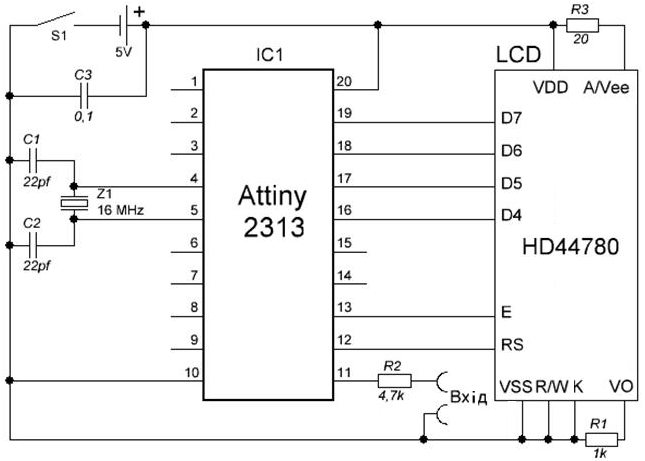 S1
+
5V
IC1
LCD
R3
20
C3
0,1
VDD
A/Vee
1
20
2
19
D7
C1
22pf
3
18
D6
Z1
16 MHz
4
17
D5
5
16
D4
Attiny
2313
HD44780
C2
22pf
6
15
7
14
8
13
E
9
12
RS
10
11
R2
4,7k
Вхід
VSS
R/W
K
VO
R1
1k